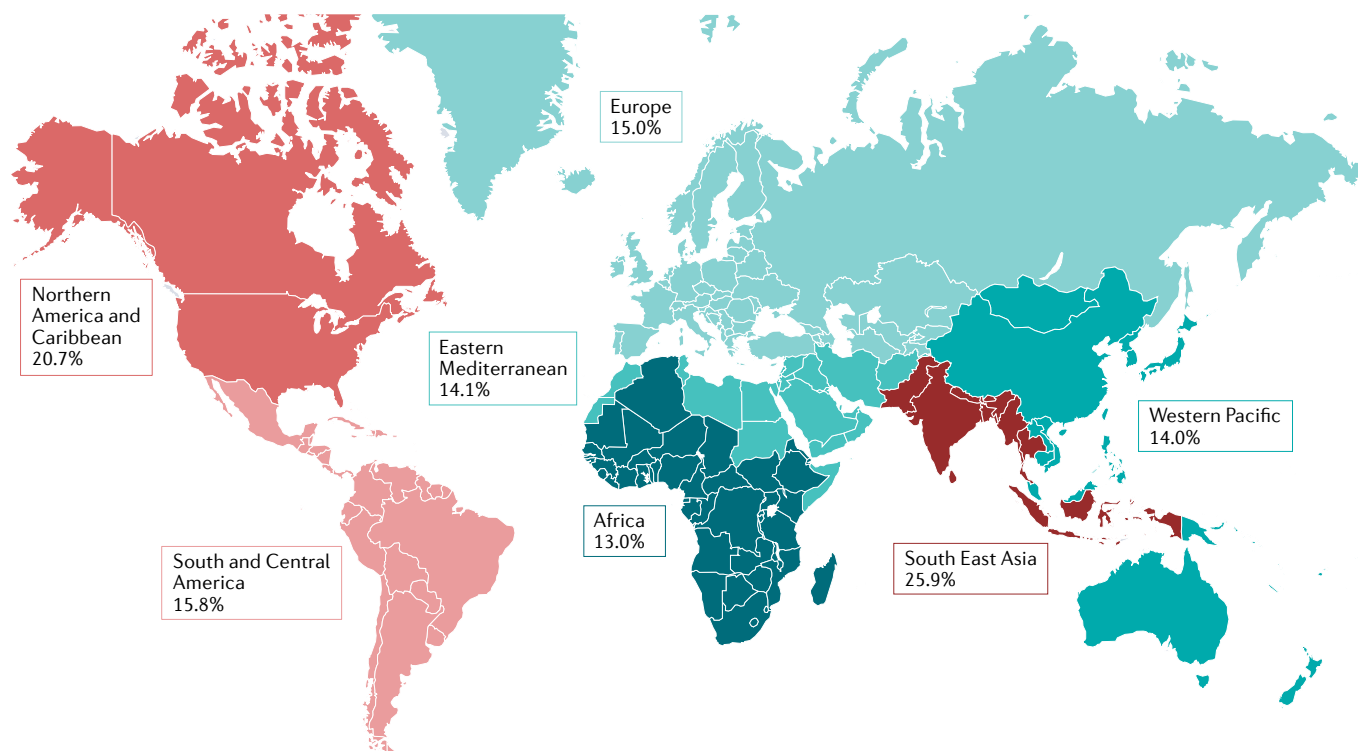 Europe
15.0%
Northern
America and
Caribbean
20.7%
Eastern
Mediterranean
14.1%
Western Pacific
14.0%
Africa
13.0%
South and Central
America
15.8%
South East Asia
25.9%